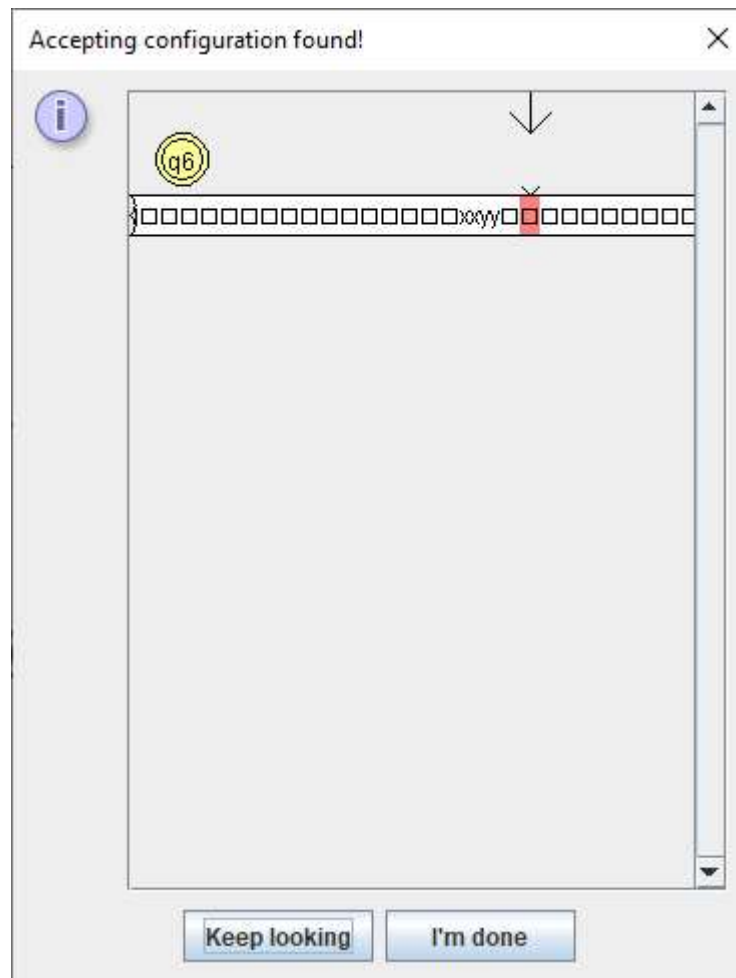 Accepting configuration found!
i
q6
}□□□□□□□□□□□□□□□□xxyy□□□□□□□□□□
Keep looking
I'm done